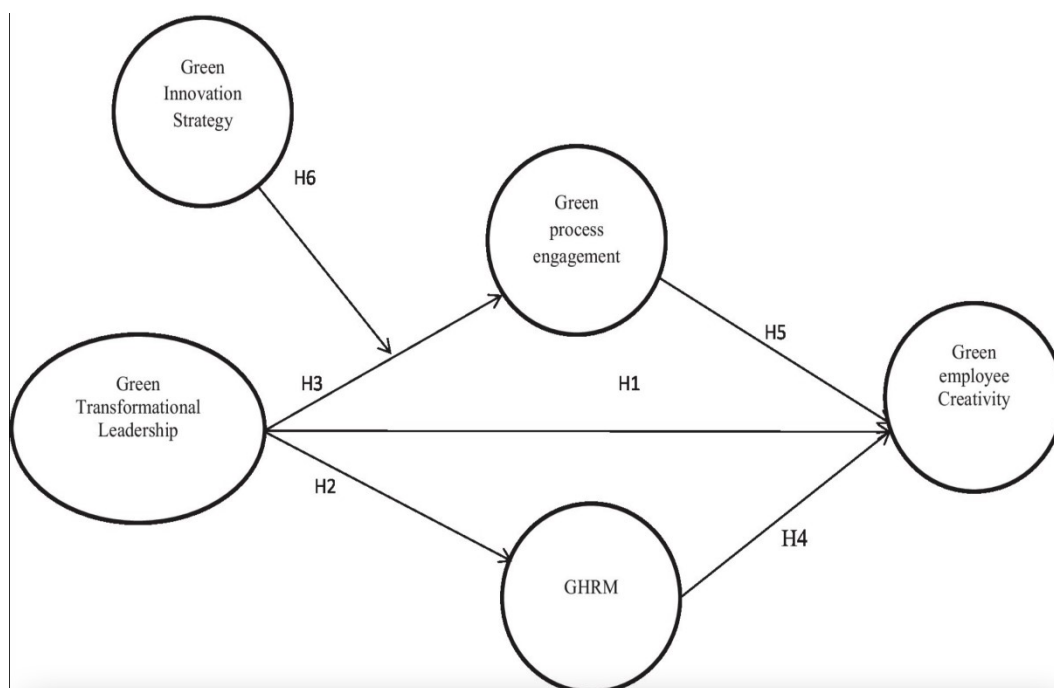 Green
Innovation
Strategy
H6
Green
process
engagement
H5
Green
employee
Creativity
H3
H1
Green
Transformational
Leadership
H2
GHRM
H4